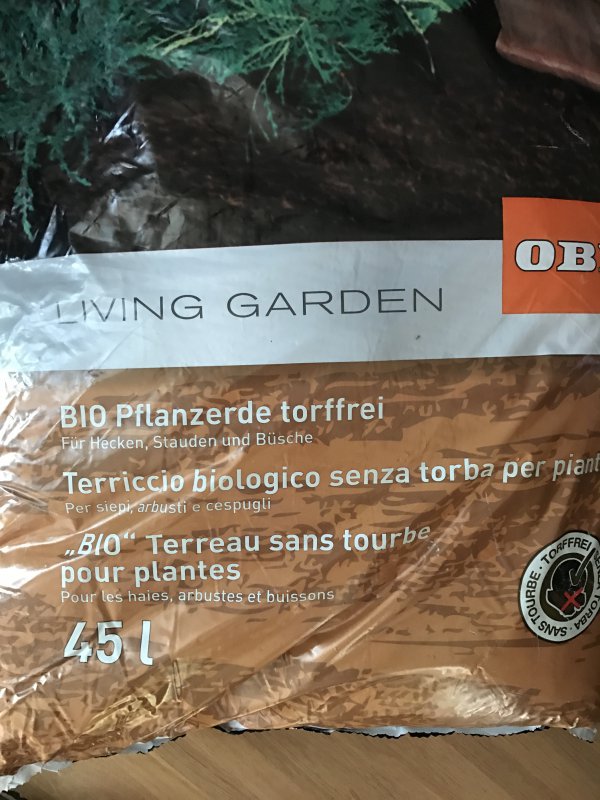 OB
LIVING GARDEN
BIO Pflanzerde torffrei
Für Hecken, Stauden und Büsche
Terriccio biologico senza torba per piant
Per siepi, arbusti e cespugli
„BIO“ Terreau sans tourbe
pour plantes
Pour les haies, arbustes et buissons
45 l
SANS TOURBE · TORFFREI
TORBA